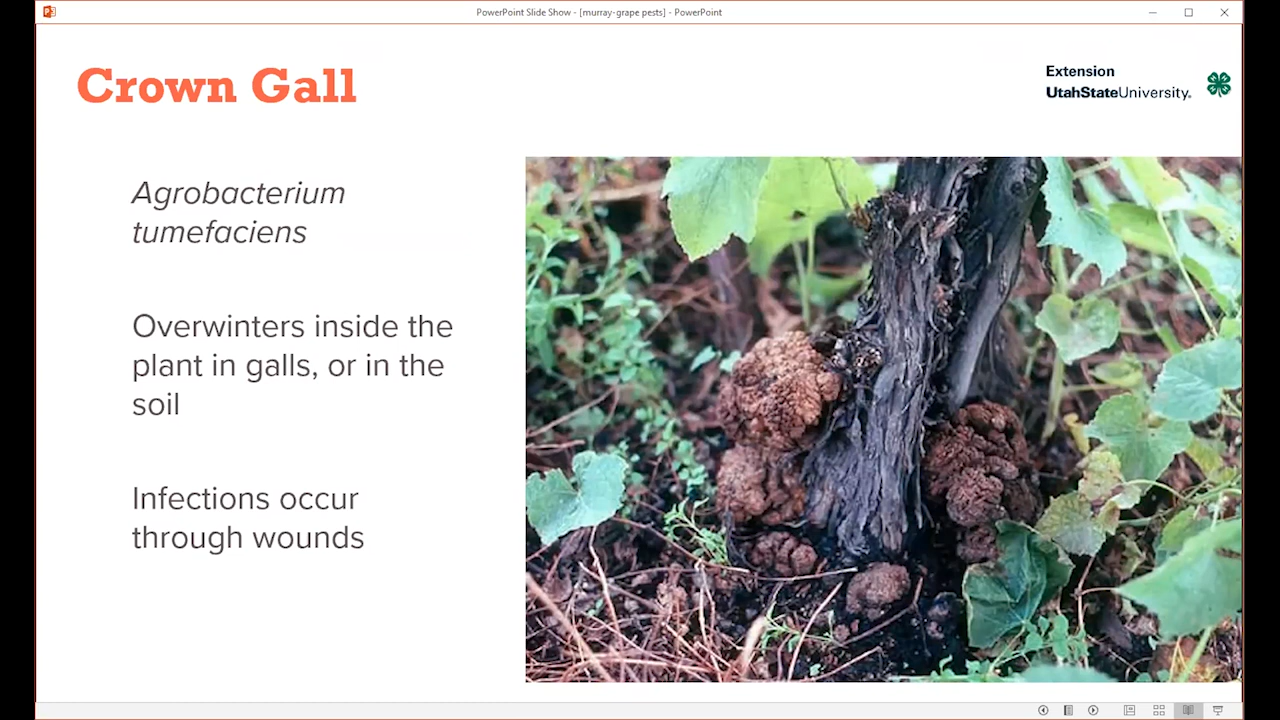 PowerPoint Slide Show - [murray-grape pests] - PowerPoint
Crown Gall
Extension
UtahStateUniversity.
Agrobacterium
tumefaciens
Overwinters inside the
plant in galls, or in the
soil
Infections occur
through wounds